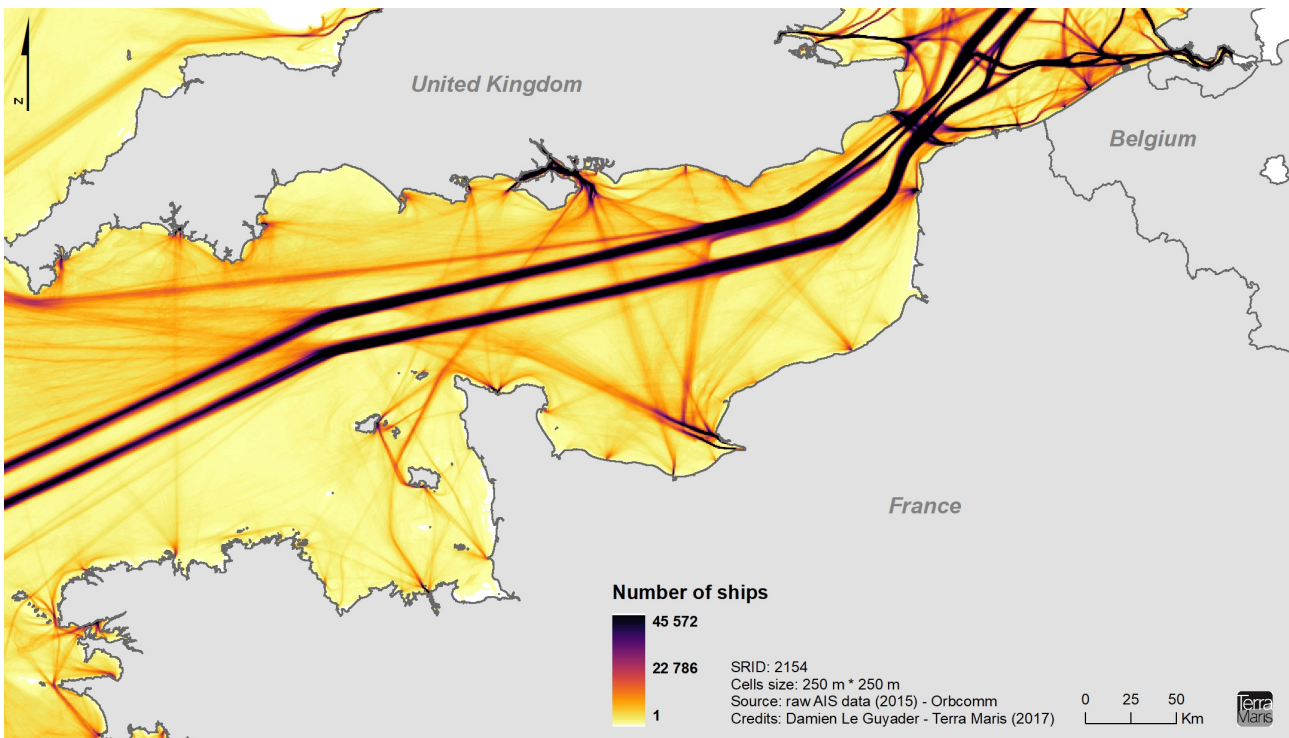 N
United Kingdom
Belgium
France
Number of ships
45 572
22 786
1
SRID: 2154
Cells size: 250 m * 250 m
Source: raw AIS data (2015) - Orbcomm
Credits: Damien Le Guyader - Terra Maris (2017)
0 25 50
Km
Terra
Maris